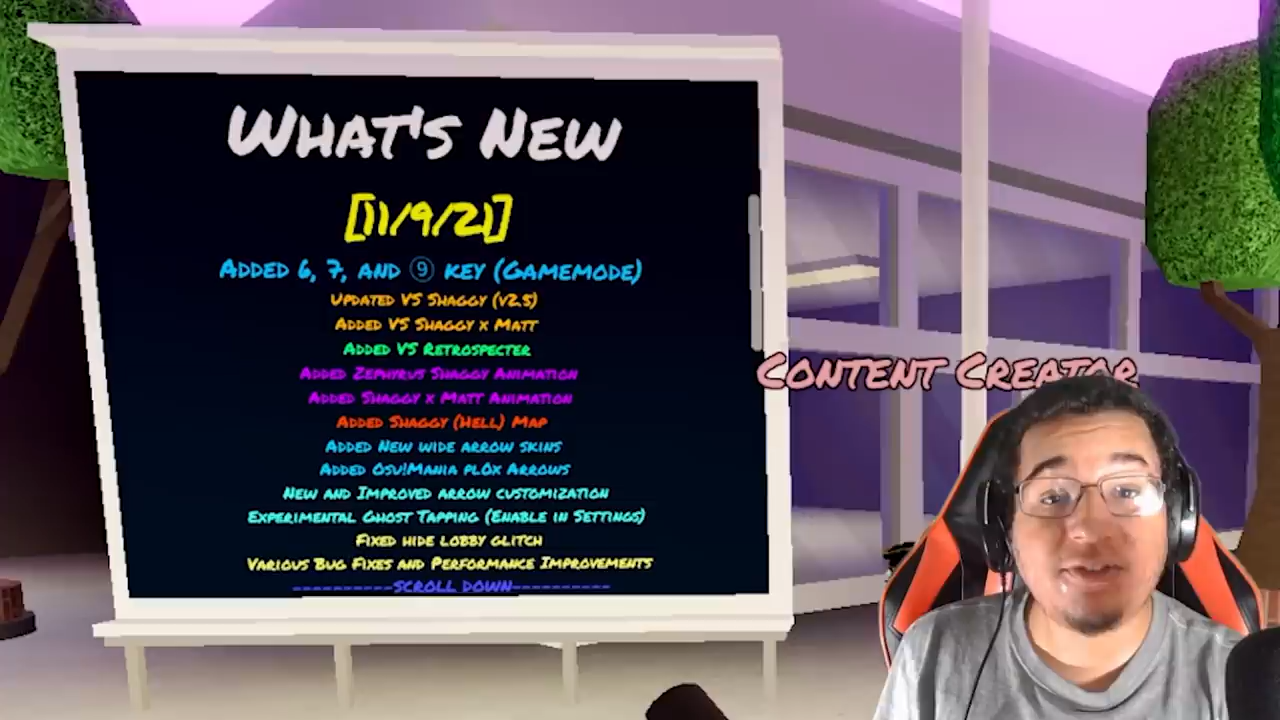 What's New
[11/9/21]
Added 6, 7, and ⑨ key (Gamemode)
Updated VS Shaggy (v2.5)
Added VS Shaggy x Matt
Added VS Retrospecter
Added Zephyrus Shaggy Animation
Added Shaggy x Matt Animation
Added Shaggy (Hell) Map
Added New wide arrow skins
Added Osu!Mania pl0x Arrows
New and Improved arrow customization
Experimental Ghost Tapping (Enable in Settings)
Fixed hide lobby glitch
Various Bug Fixes and Performance Improvements
----------SCROLL DOWN----------
Content Creator